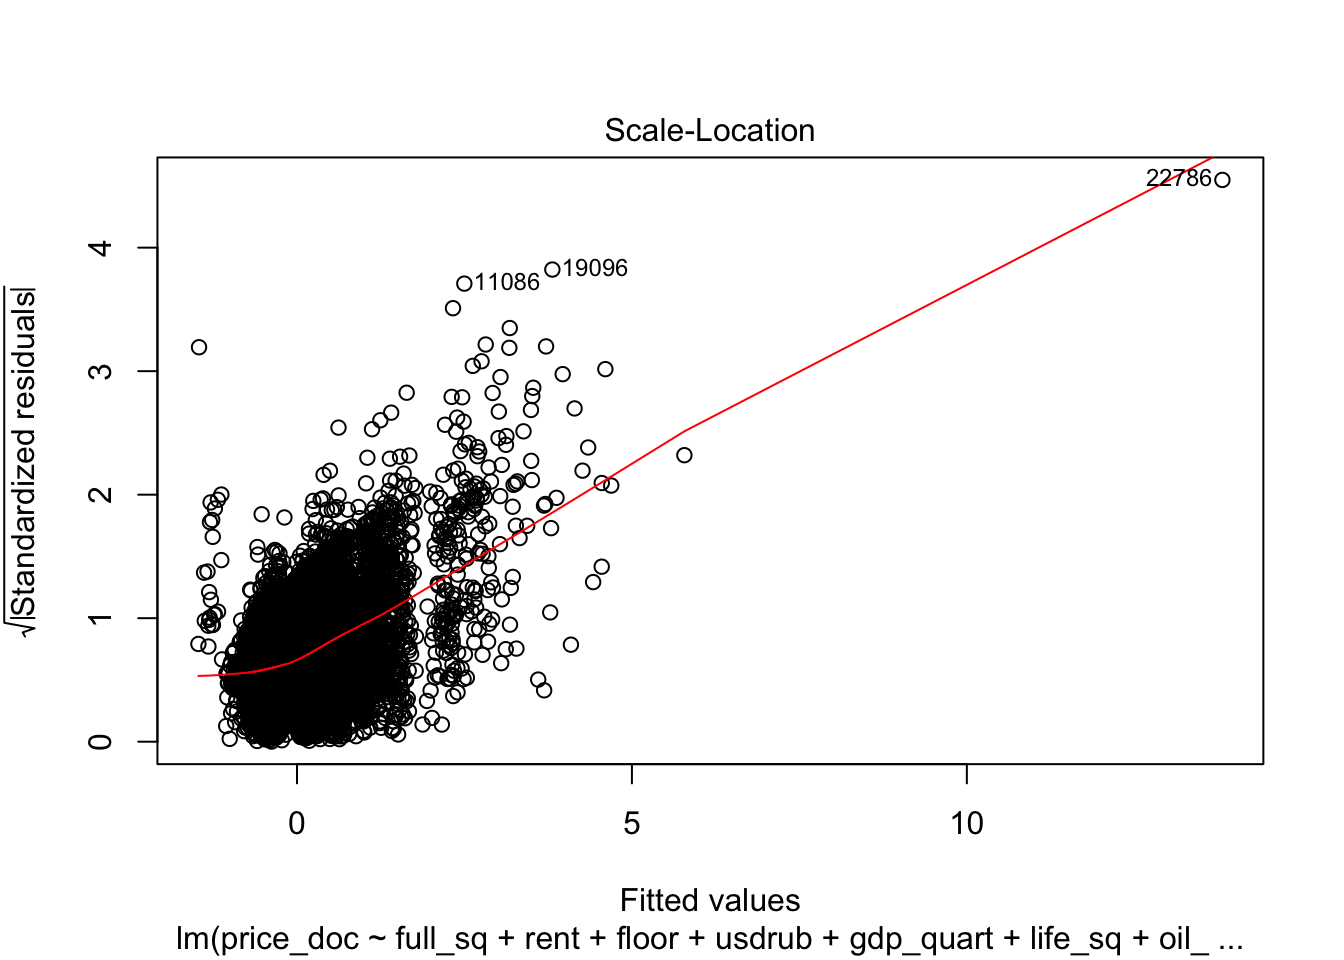 Scale-Location
√|Standardized residuals|
4
3
2
1
0
22786
19096
11086
0 5 10
Fitted values
lm(price_doc ~ full_sq + rent + floor + usdrub + gdp_quart + life_sq + oil_ ...